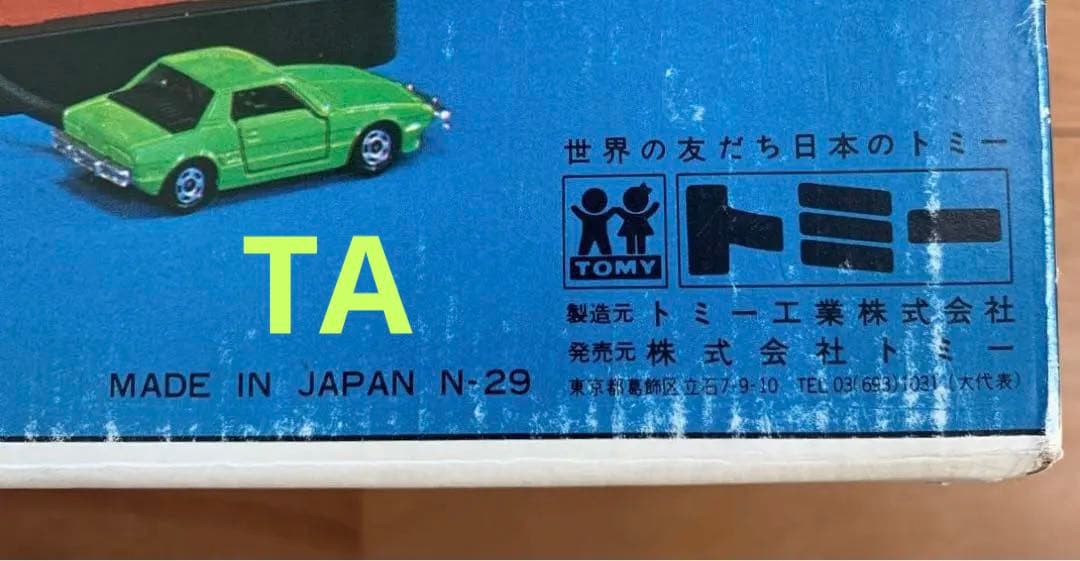 世界の友だち日本のトミー
TOMY
トミー
TA
製造元 トミー工業株式会社
発売元 株式会社トミー
MADE IN JAPAN N-29
東京都葛飾区立石7-9-10 TEL 03(693)1031(大代表)